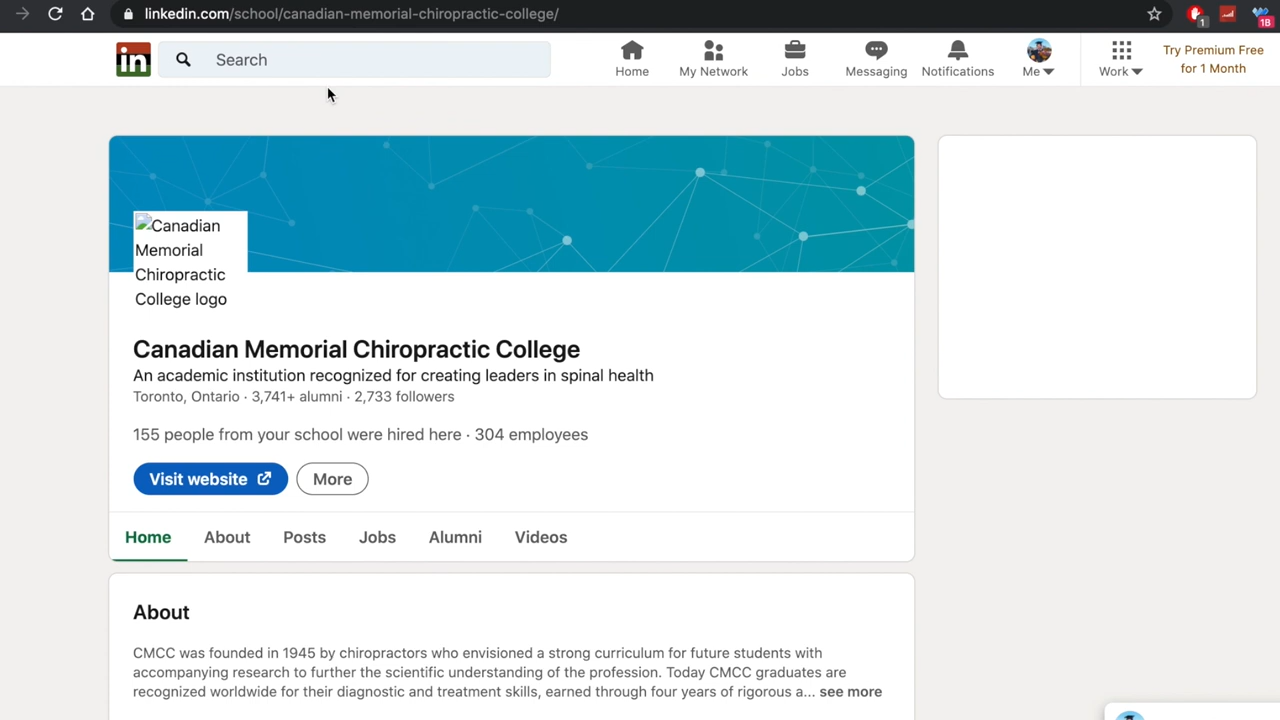 linkedin.com/school/canadian-memorial-chiropractic-college/
1
18
in
Search
Home
My Network
Jobs
Messaging
Notifications
Me
Work
Try Premium Free
for 1 Month
Canadian
Memorial
Chiropractic
College logo
Canadian Memorial Chiropractic College
An academic institution recognized for creating leaders in spinal health
Toronto, Ontario · 3,741+ alumni · 2,733 followers
155 people from your school were hired here · 304 employees
Visit website
More
Home
About
Posts
Jobs
Alumni
Videos
About
CMCC was founded in 1945 by chiropractors who envisioned a strong curriculum for future students with
accompanying research to further the scientific understanding of the profession. Today CMCC graduates are
recognized worldwide for their diagnostic and treatment skills, earned through four years of rigorous a... see more